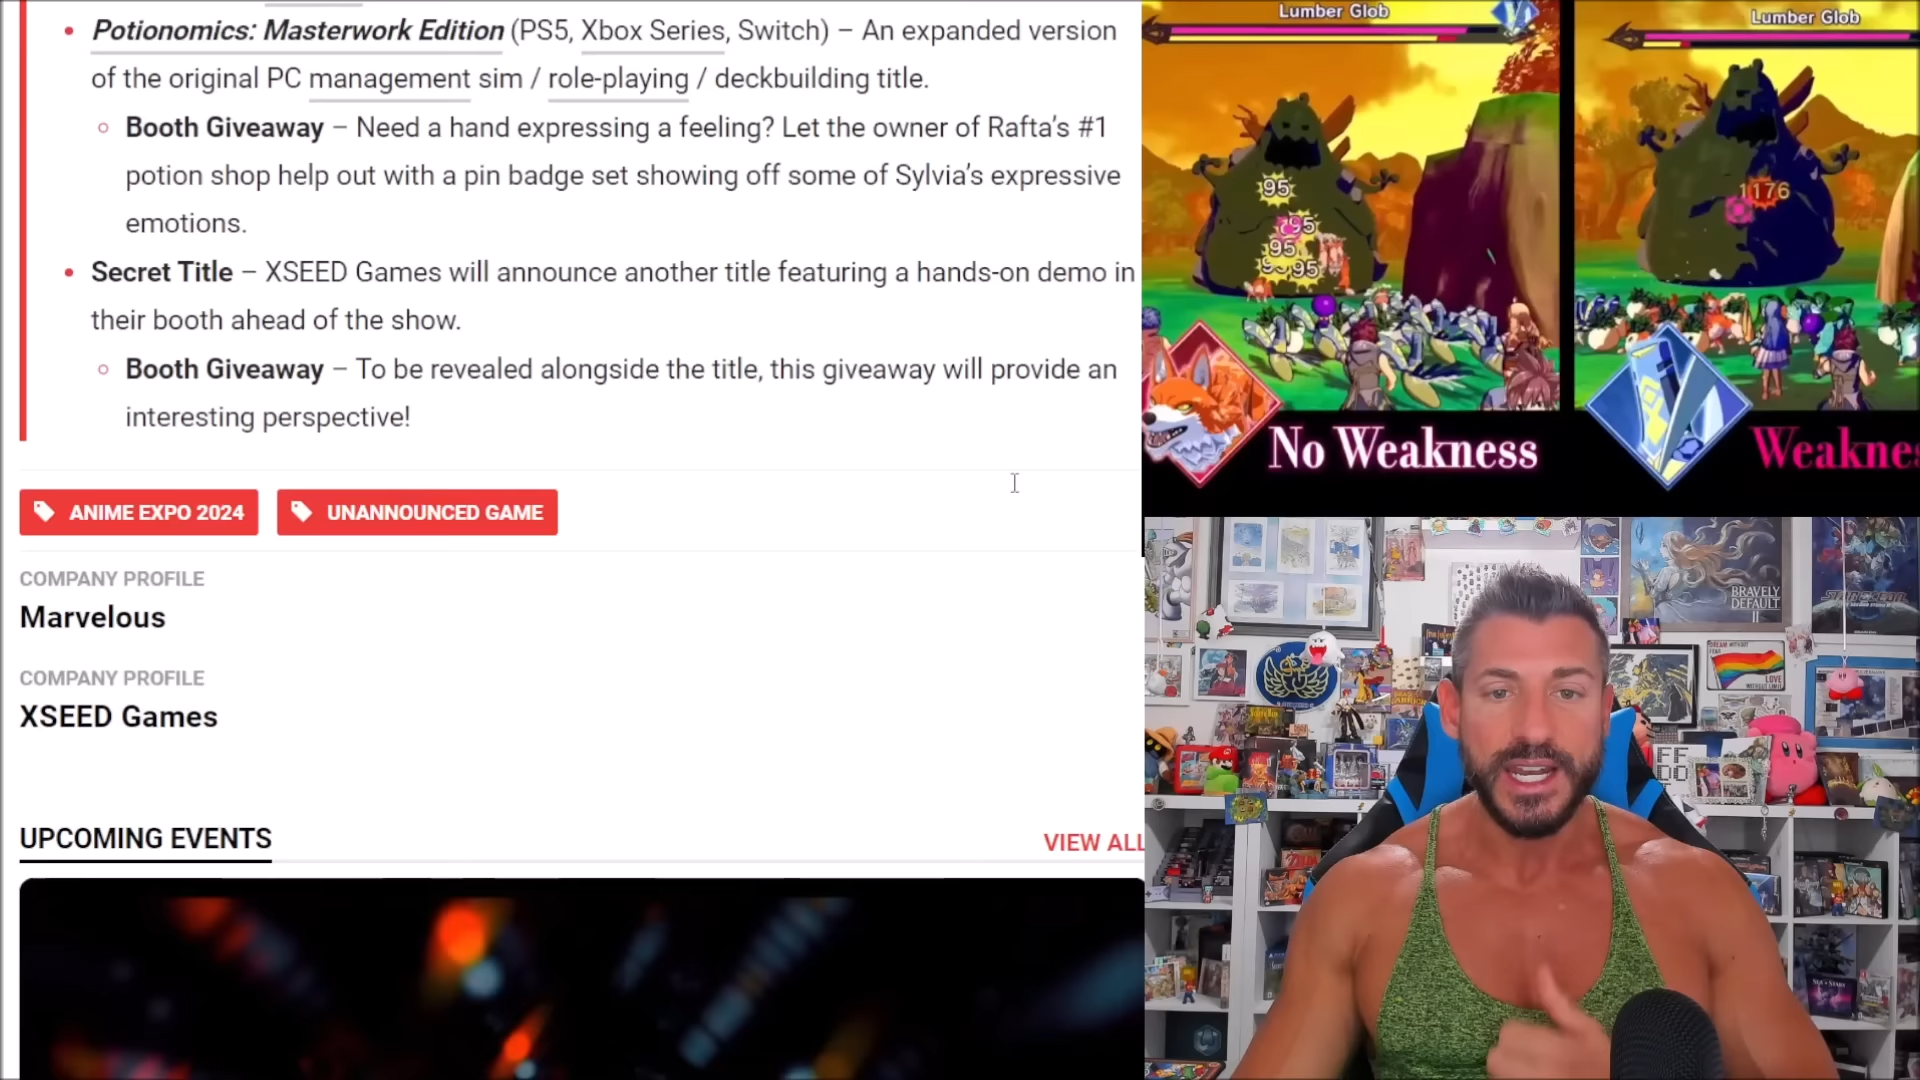 Potionomics: Masterwork Edition (PS5, Xbox Series, Switch) – An expanded version
of the original PC management sim / role-playing / deckbuilding title.
Booth Giveaway – Need a hand expressing a feeling? Let the owner of Rafta’s #1
potion shop help out with a pin badge set showing off some of Sylvia’s expressive
emotions.
Secret Title – XSEED Games will announce another title featuring a hands-on demo in
their booth ahead of the show.
Booth Giveaway – To be revealed alongside the title, this giveaway will provide an
interesting perspective!
ANIME EXPO 2024
UNANNOUNCED GAME
COMPANY PROFILE
Marvelous
COMPANY PROFILE
XSEED Games
UPCOMING EVENTS
VIEW ALL
Lumber Glob
95
95
95
95
No Weakness
Lumber Glob
1176
Weaknes
BRAVELY
DEFAULT
II
LOVE